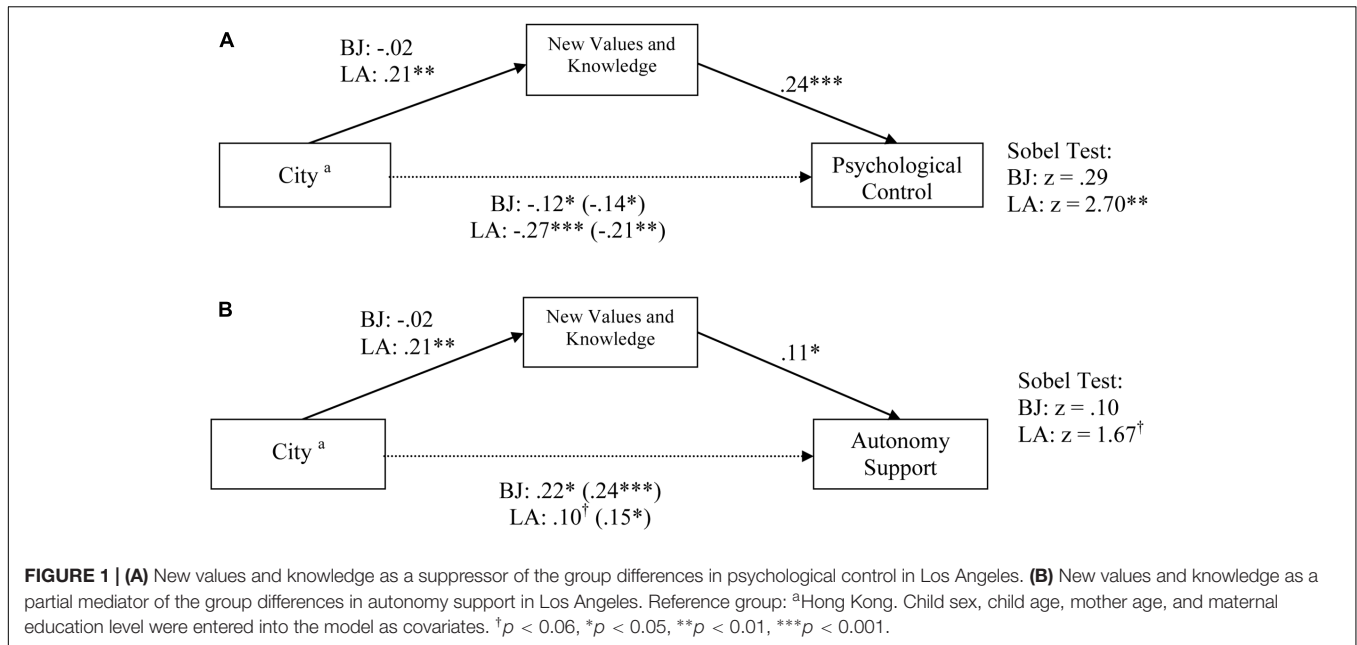 A
BJ: -.02
LA: .21**
New Values and
Knowledge
.24***
City ᵃ
Psychological
Control
BJ: -.12* (-.14*)
LA: -.27*** (-.21**)
Sobel Test:
BJ: z = .29
LA: z = 2.70**
B
BJ: -.02
LA: .21**
New Values and
Knowledge
.11*
City ᵃ
Autonomy
Support
BJ: .22* (.24***)
LA: .10† (.15*)
Sobel Test:
BJ: z = .10
LA: z = 1.67†
FIGURE 1 | (A) New values and knowledge as a suppressor of the group differences in psychological control in Los Angeles. (B) New values and knowledge as a
partial mediator of the group differences in autonomy support in Los Angeles. Reference group: ᵃHong Kong. Child sex, child age, mother age, and maternal
education level were entered into the model as covariates. †p < 0.06, *p < 0.05, **p < 0.01, ***p < 0.001.